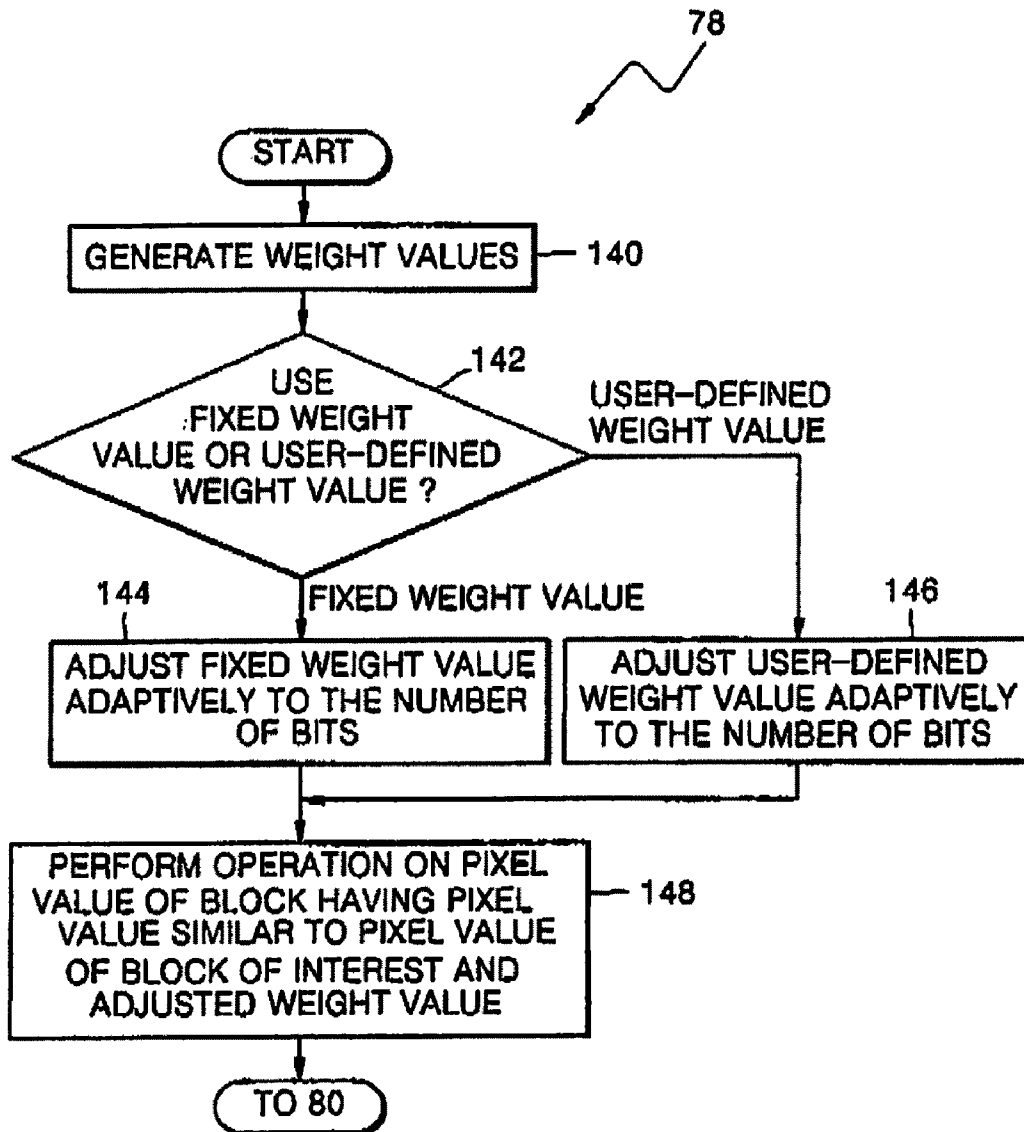 78
START
GENERATE WEIGHT VALUES
140
142
USE
FIXED WEIGHT
VALUE OR USER-DEFINED
WEIGHT VALUE ?
USER-DEFINED
WEIGHT VALUE
FIXED WEIGHT VALUE
144
ADJUST FIXED WEIGHT VALUE
ADAPTIVELY TO THE NUMBER
OF BITS
146
ADJUST USER-DEFINED
WEIGHT VALUE ADAPTIVELY
TO THE NUMBER OF BITS
PERFORM OPERATION ON PIXEL
VALUE OF BLOCK HAVING PIXEL
VALUE SIMILAR TO PIXEL VALUE
OF BLOCK OF INTEREST AND
ADJUSTED WEIGHT VALUE
148
TO 80